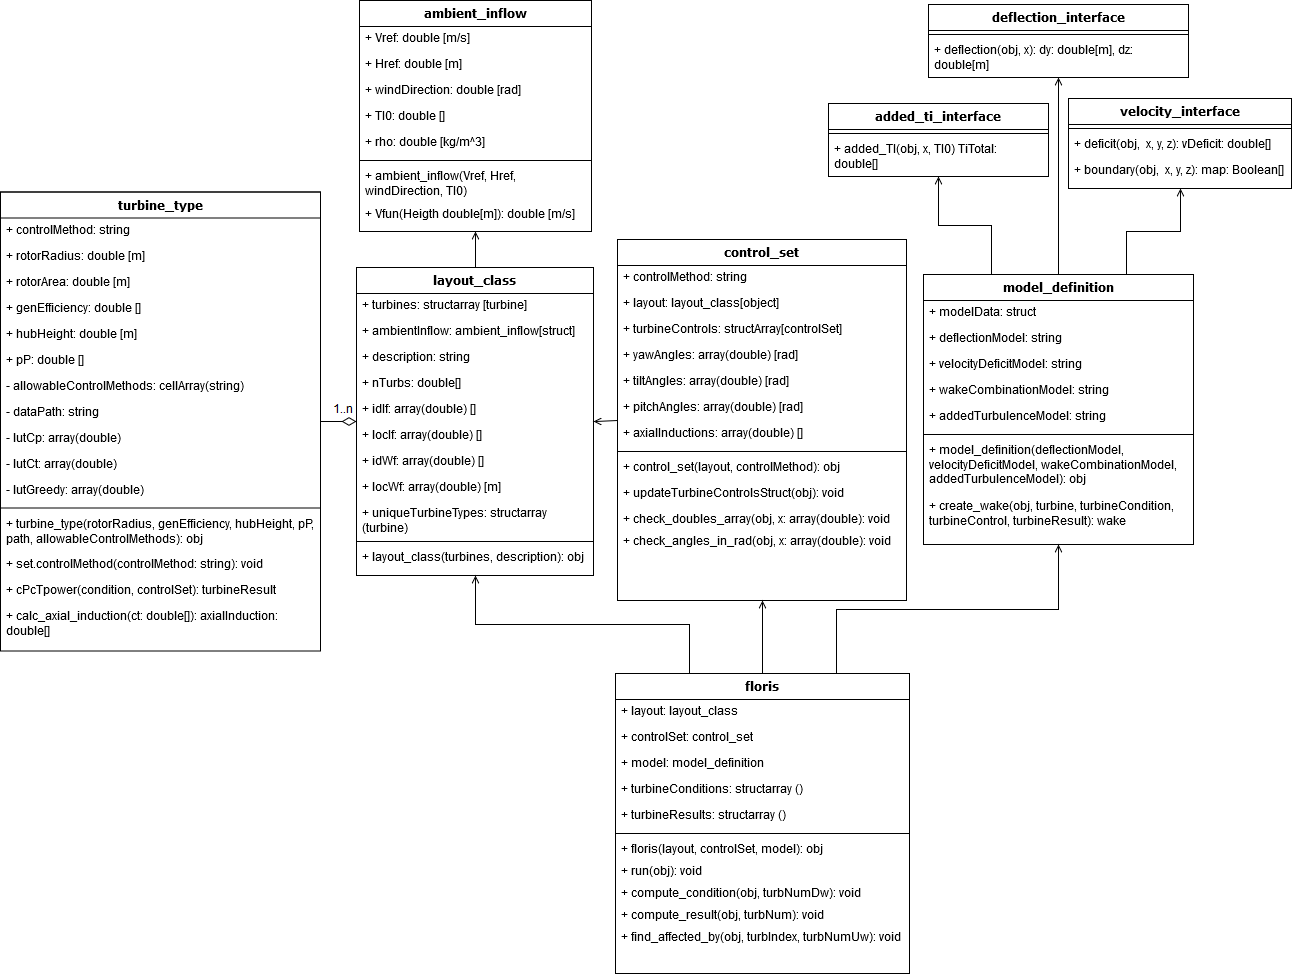 ambient_inflow
+ Vref: double [m/s]
+ Href: double [m]
+ windDirection: double [rad]
+ TI0: double []
+ rho: double [kg/m^3]
+ ambient_inflow(Vref, Href,
windDirection, TI0)
+ Vfun(Heigth double[m]): double [m/s]
deflection_interface
+ deflection(obj, x): dy: double[m], dz:
double[m]
added_ti_interface
+ added_TI(obj, x, TI0) TiTotal:
double[]
velocity_interface
+ deficit(obj,  x, y, z): vDeficit: double[]
+ boundary(obj,  x, y, z): map: Boolean[]
turbine_type
+ controlMethod: string
+ rotorRadius: double [m]
+ rotorArea: double [m]
+ genEfficiency: double []
+ hubHeight: double [m]
+ pP: double []
- allowableControlMethods: cellArray(string)
- dataPath: string
- lutCp: array(double)
- lutCt: array(double)
- lutGreedy: array(double)
+ turbine_type(rotorRadius, genEfficiency, hubHeight, pP,
path, allowableControlMethods): obj
+ set.controlMethod(controlMethod: string): void
+ cPcTpower(condition, controlSet): turbineResult
+ calc_axial_induction(ct: double[]): axialInduction:
double[]
1..n
layout_class
+ turbines: structarray [turbine]
+ ambientInflow: ambient_inflow[struct]
+ description: string
+ nTurbs: double[]
+ idIf: array(double) []
+ locIf: array(double) []
+ idWf: array(double) []
+ locWf: array(double) [m]
+ uniqueTurbineTypes: structarray
(turbine)
+ layout_class(turbines, description): obj
control_set
+ controlMethod: string
+ layout: layout_class[object]
+ turbineControls: structArray[controlSet]
+ yawAngles: array(double) [rad]
+ tiltAngles: array(double) [rad]
+ pitchAngles: array(double) [rad]
+ axialInductions: array(double) []
+ control_set(layout, controlMethod): obj
+ updateTurbineControlsStruct(obj): void
+ check_doubles_array(obj, x: array(double): void
+ check_angles_in_rad(obj, x: array(double): void
model_definition
+ modelData: struct
+ deflectionModel: string
+ velocityDeficitModel: string
+ wakeCombinationModel: string
+ addedTurbulenceModel: string
+ model_definition(deflectionModel,
velocityDeficitModel, wakeCombinationModel,
addedTurbulenceModel): obj
+ create_wake(obj, turbine, turbineCondition,
turbineControl, turbineResult): wake
floris
+ layout: layout_class
+ controlSet: control_set
+ model: model_definition
+ turbineConditions: structarray ()
+ turbineResults: structarray ()
+ floris(layout, controlSet, model): obj
+ run(obj): void
+ compute_condition(obj, turbNumDw): void
+ compute_result(obj, turbNum): void
+ find_affected_by(obj, turbIndex, turbNumUw): void